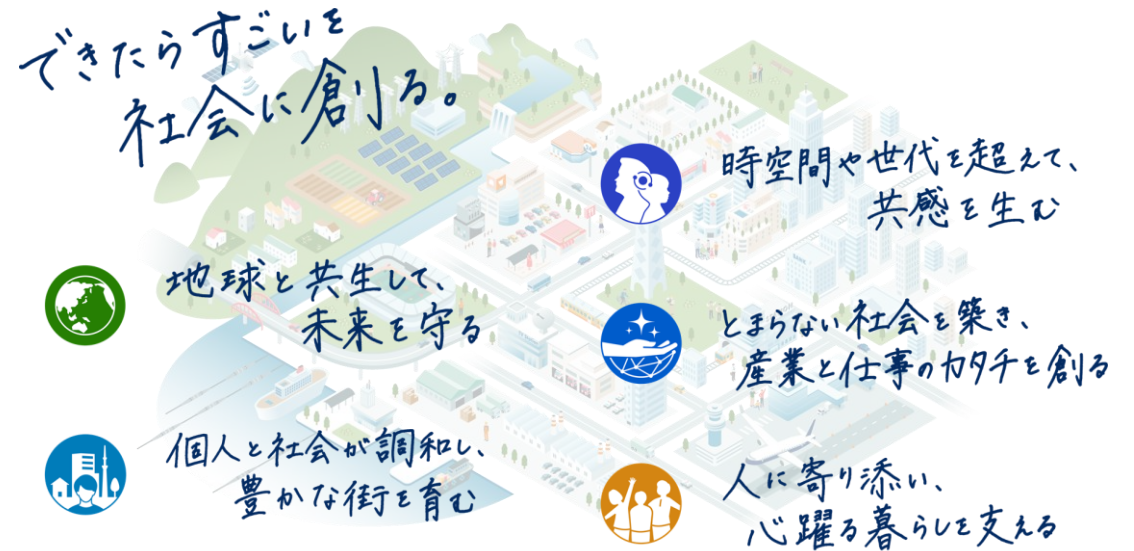 できたらすごいを
社会に創る。
地球と共生して、
未来を守る
個人と社会が調和し、
豊かな街を育む
時空間や世代を超えて、
共感を生む
とまらない社会を築き、
産業と仕事のカタチを創る
人に寄り添い、
心躍る暮らしを支える